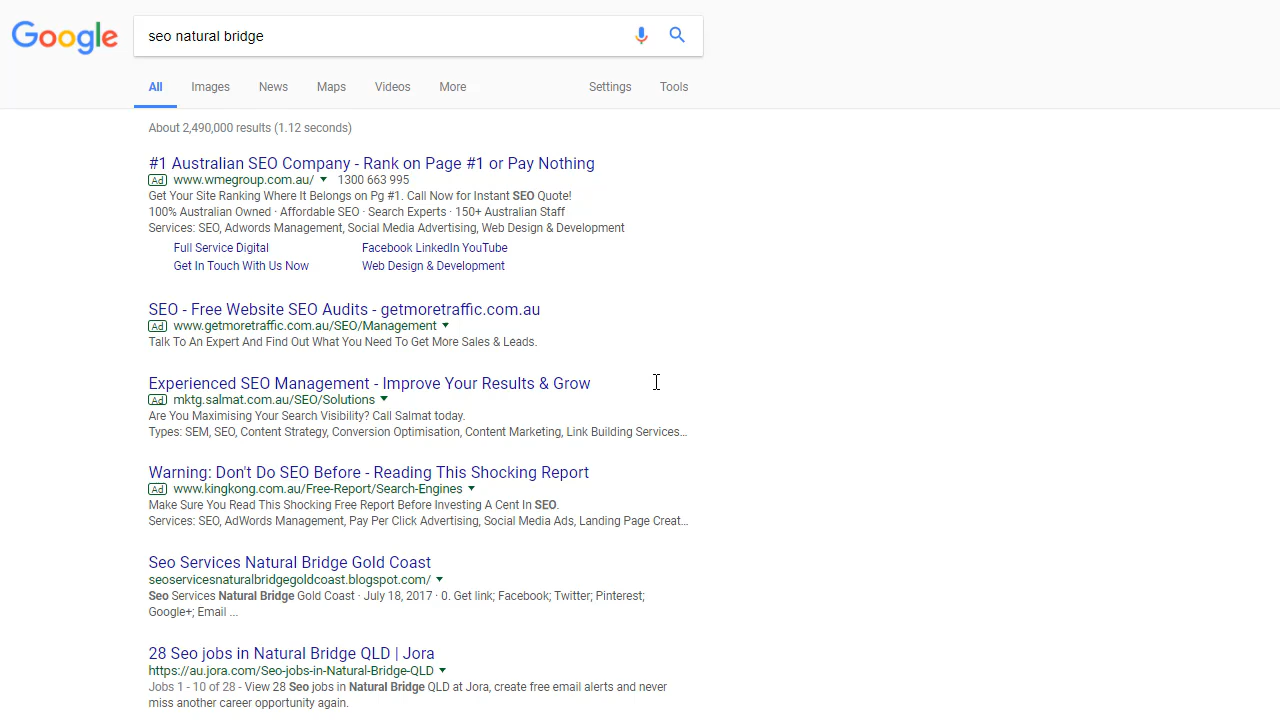 Google
seo natural bridge
All Images News Maps Videos More Settings Tools
About 2,490,000 results (1.12 seconds)
#1 Australian SEO Company - Rank on Page #1 or Pay Nothing
Ad www.wmegroup.com.au/ 1300 663 995
Get Your Site Ranking Where It Belongs on Pg #1. Call Now for Instant SEO Quote!
100% Australian Owned · Affordable SEO · Search Experts · 150+ Australian Staff
Services: SEO, Adwords Management, Social Media Advertising, Web Design & Development
Full Service Digital Facebook LinkedIn YouTube
Get In Touch With Us Now Web Design & Development
SEO - Free Website SEO Audits - getmoretraffic.com.au
Ad www.getmoretraffic.com.au/SEO/Management
Talk To An Expert And Find Out What You Need To Get More Sales & Leads.
Experienced SEO Management - Improve Your Results & Grow
Ad mktg.salmat.com.au/SEO/Solutions
Are You Maximising Your Search Visibility? Call Salmat today.
Types: SEM, SEO, Content Strategy, Conversion Optimisation, Content Marketing, Link Building Services...
Warning: Don't Do SEO Before - Reading This Shocking Report
Ad www.kingkong.com.au/Free-Report/Search-Engines
Make Sure You Read This Shocking Free Report Before Investing A Cent In SEO.
Services: SEO, AdWords Management, Pay Per Click Advertising, Social Media Ads, Landing Page Creat...
Seo Services Natural Bridge Gold Coast
seoservicesnaturalbridgegoldcoast.blogspot.com/
Seo Services Natural Bridge Gold Coast · July 18, 2017 · 0. Get link; Facebook; Twitter; Pinterest;
Google+; Email ...
28 Seo jobs in Natural Bridge QLD | Jora
https://au.jora.com/Seo-jobs-in-Natural-Bridge-QLD
Jobs 1 - 10 of 28 - View 28 Seo jobs in Natural Bridge QLD at Jora, create free email alerts and never
miss another career opportunity again.